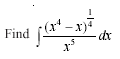 Find ∫ (x⁴ − x)^(1/4) / x⁵ dx